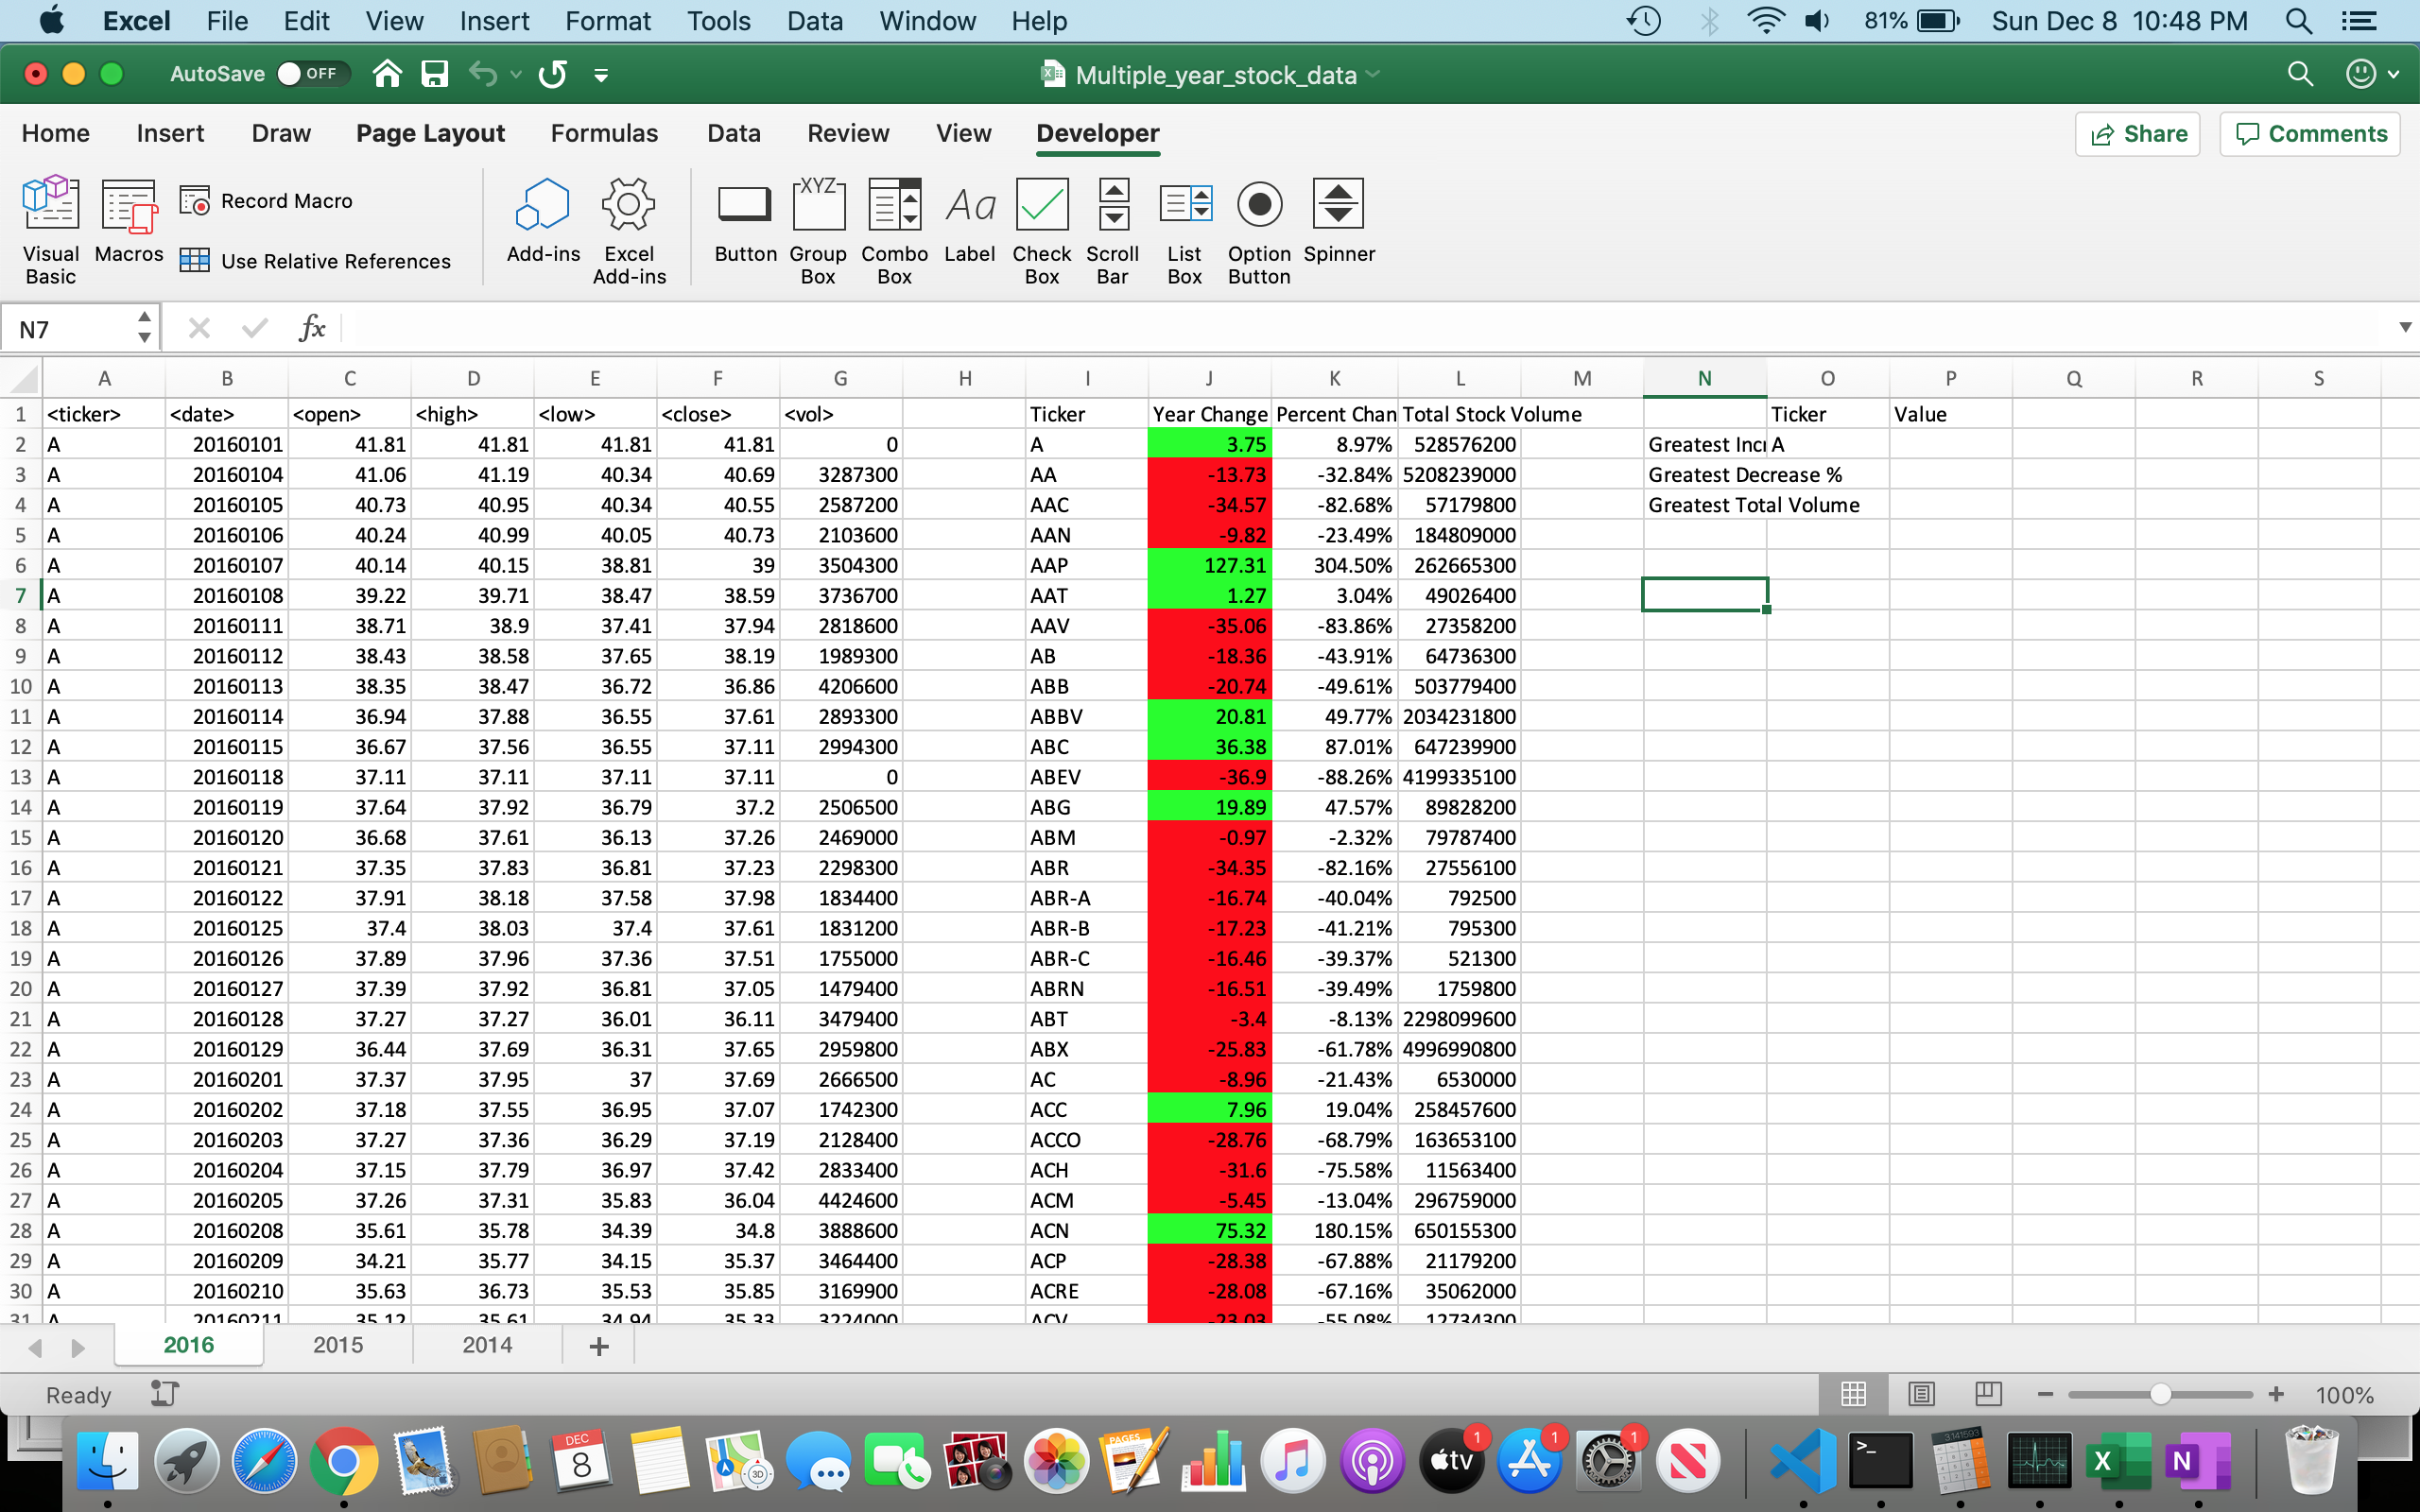 Excel File Edit View Insert Format Tools Data Window Help 81% Sun Dec 8 10:48 PM
AutoSave OFF Multiple_year_stock_data
Home Insert Draw Page Layout Formulas Data Review View Developer Share Comments
Visual Basic Macros Record Macro Use Relative References Add-ins Excel Add-ins Button Group Box Combo Box Label Check Box Scroll Bar List Box Option Button Spinner
N7 fx
A B C D E F G H I J K L M N O P Q R S
1 <ticker> <date> <open> <high> <low> <close> <vol> Ticker Year Change Percent Chan Total Stock Volume Ticker Value
2 A 20160101 41.81 41.81 41.81 41.81 0 A 3.75 8.97% 528576200 Greatest Incr A
3 A 20160104 41.06 41.19 40.34 40.69 3287300 AA -13.73 -32.84% 5208239000 Greatest Decrease %
4 A 20160105 40.73 40.95 40.34 40.55 2587200 AAC -34.57 -82.68% 57179800 Greatest Total Volume
5 A 20160106 40.24 40.99 40.05 40.73 2103600 AAN -9.82 -23.49% 184809000
6 A 20160107 40.14 40.15 38.81 39 3504300 AAP 127.31 304.50% 262665300
7 A 20160108 39.22 39.71 38.47 38.59 3736700 AAT 1.27 3.04% 49026400
8 A 20160111 38.71 38.9 37.41 37.94 2818600 AAV -35.06 -83.86% 27358200
9 A 20160112 38.43 38.58 37.65 38.19 1989300 AB -18.36 -43.91% 64736300
10 A 20160113 38.35 38.47 36.72 36.86 4206600 ABB -20.74 -49.61% 503779400
11 A 20160114 36.94 37.88 36.55 37.61 2893300 ABBV 20.81 49.77% 2034231800
12 A 20160115 36.67 37.56 36.55 37.11 2994300 ABC 36.38 87.01% 647239900
13 A 20160118 37.11 37.11 37.11 37.11 0 ABEV -36.9 -88.26% 4199335100
14 A 20160119 37.64 37.92 36.79 37.2 2506500 ABG 19.89 47.57% 89828200
15 A 20160120 36.68 37.61 36.13 37.26 2469000 ABM -0.97 -2.32% 79787400
16 A 20160121 37.35 37.83 36.81 37.23 2298300 ABR -34.35 -82.16% 27556100
17 A 20160122 37.91 38.18 37.58 37.98 1834400 ABR-A -16.74 -40.04% 792500
18 A 20160125 37.4 38.03 37.4 37.61 1831200 ABR-B -17.23 -41.21% 795300
19 A 20160126 37.89 37.96 37.36 37.51 1755000 ABR-C -16.46 -39.37% 521300
20 A 20160127 37.39 37.92 36.81 37.05 1479400 ABRN -16.51 -39.49% 1759800
21 A 20160128 37.27 37.27 36.01 36.11 3479400 ABT -3.4 -8.13% 2298099600
22 A 20160129 36.44 37.69 36.31 37.65 2959800 ABX -25.83 -61.78% 4996990800
23 A 20160201 37.37 37.95 37 37.69 2666500 AC -8.96 -21.43% 6530000
24 A 20160202 37.18 37.55 36.95 37.07 1742300 ACC 7.96 19.04% 258457600
25 A 20160203 37.27 37.36 36.29 37.19 2128400 ACCO -28.76 -68.79% 163653100
26 A 20160204 37.15 37.79 36.97 37.42 2833400 ACH -31.6 -75.58% 11563400
27 A 20160205 37.26 37.31 35.83 36.04 4424600 ACM -5.45 -13.04% 296759000
28 A 20160208 35.61 35.78 34.39 34.8 3888600 ACN 75.32 180.15% 650155300
29 A 20160209 34.21 35.77 34.15 35.37 3464400 ACP -28.38 -67.88% 21179200
30 A 20160210 35.63 36.73 35.53 35.85 3169900 ACRE -28.08 -67.16% 35062000
31 A 20160211 35.12 35.61 34.94 35.33 3224000 ACV -23.03 -55.08% 12734300
2016 2015 2014 +
Ready 100%
DEC 8 PAGES 3D tv 1 1 1 3.141593 >_ X N